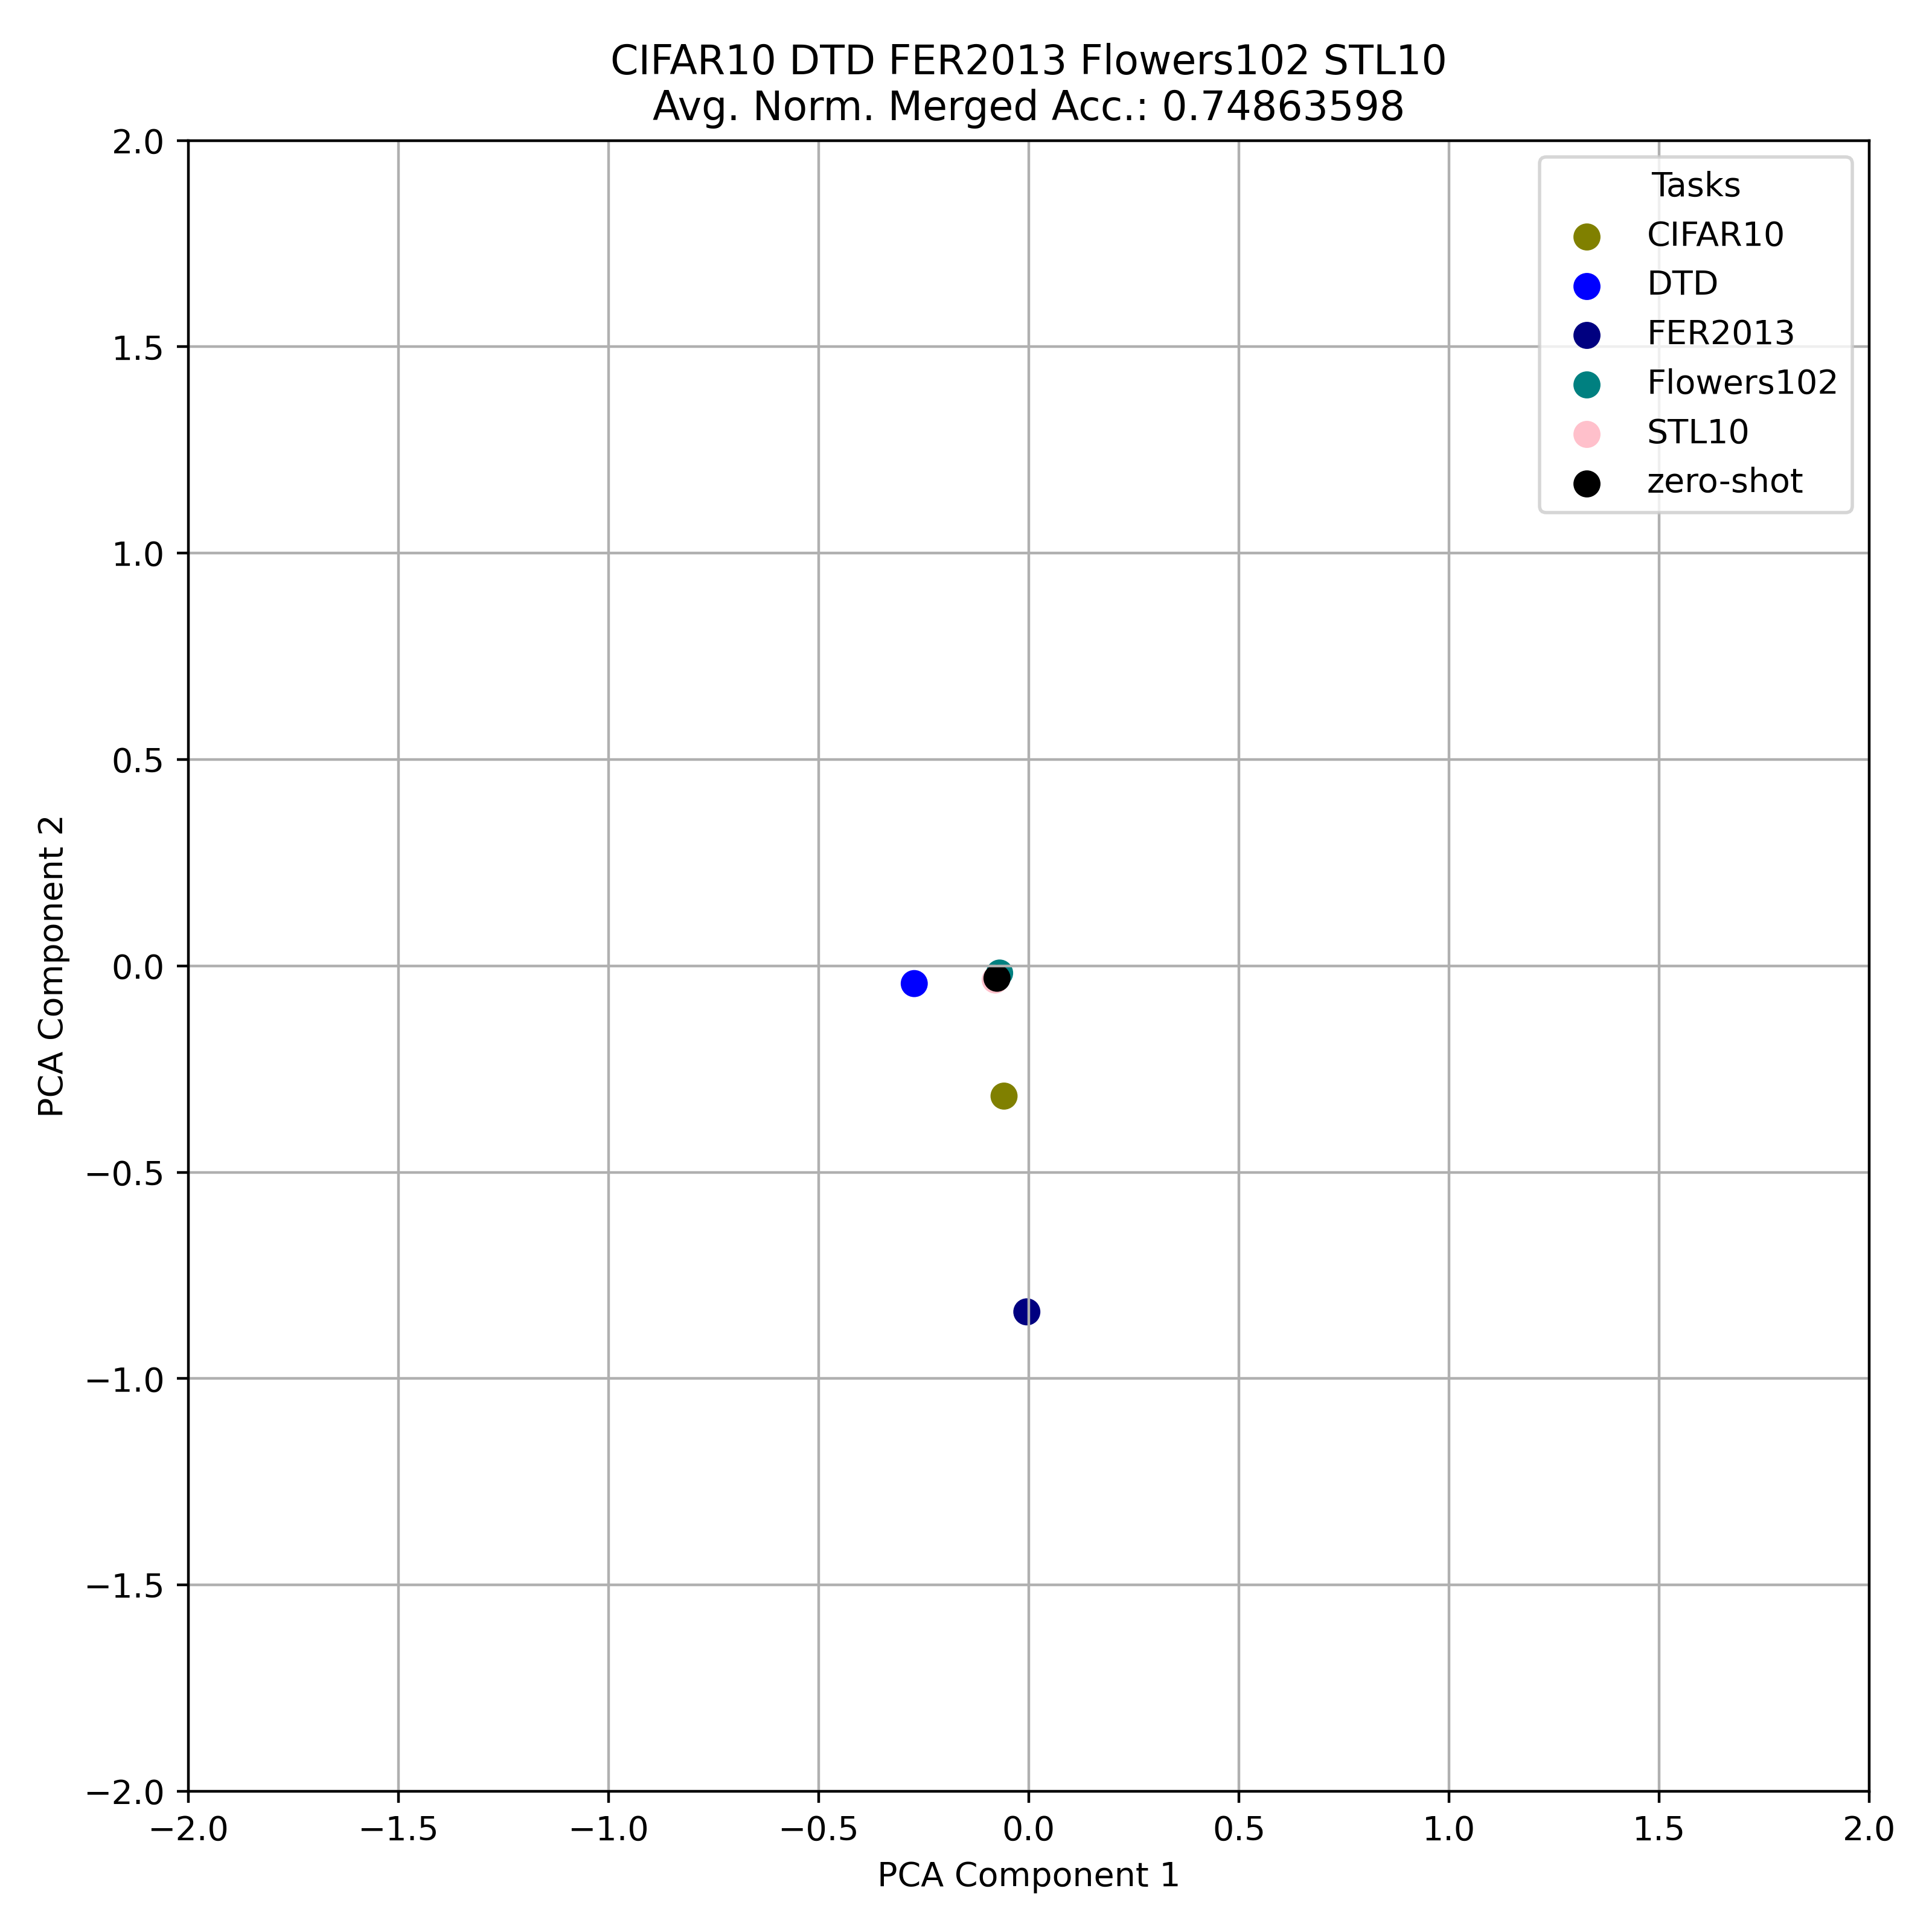 CIFAR10 DTD FER2013 Flowers102 STL10
Avg. Norm. Merged Acc.: 0.74863598
Tasks
CIFAR10
DTD
FER2013
Flowers102
STL10
zero-shot
2.0
1.5
1.0
0.5
0.0
−0.5
−1.0
−1.5
−2.0
PCA Component 2
−2.0 −1.5 −1.0 −0.5 0.0 0.5 1.0 1.5 2.0
PCA Component 1